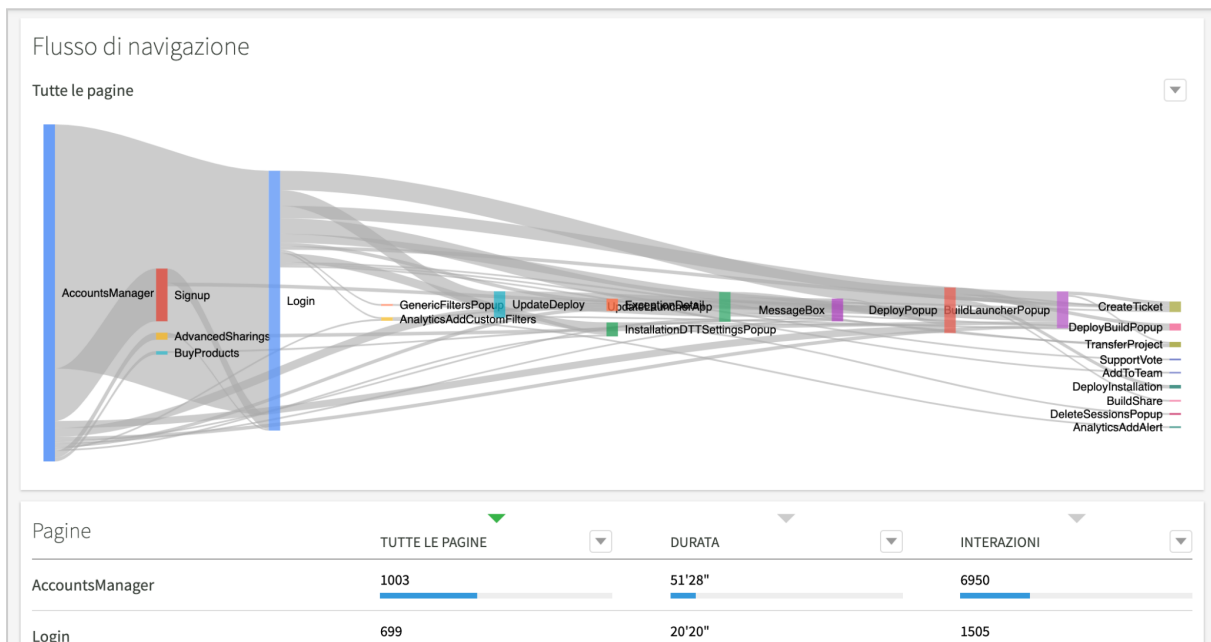 Flusso di navigazione
Tutte le pagine
AccountsManager
Signup
AdvancedSharings
BuyProducts
Login
GenericFiltersPopup
AnalyticsAddCustomFilters
UpdateDeploy
ExceptionDetail
UpdateLauncherApp
InstallationDTTSettingsPopup
MessageBox
DeployPopup
BuildLauncherPopup
CreateTicket
DeployBuildPopup
TransferProject
SupportVote
AddToTeam
DeployInstallation
BuildShare
DeleteSessionsPopup
AnalyticsAddAlert
Pagine
TUTTE LE PAGINE
DURATA
INTERAZIONI
AccountsManager
1003
51'28"
6950
Login
699
20'20"
1505